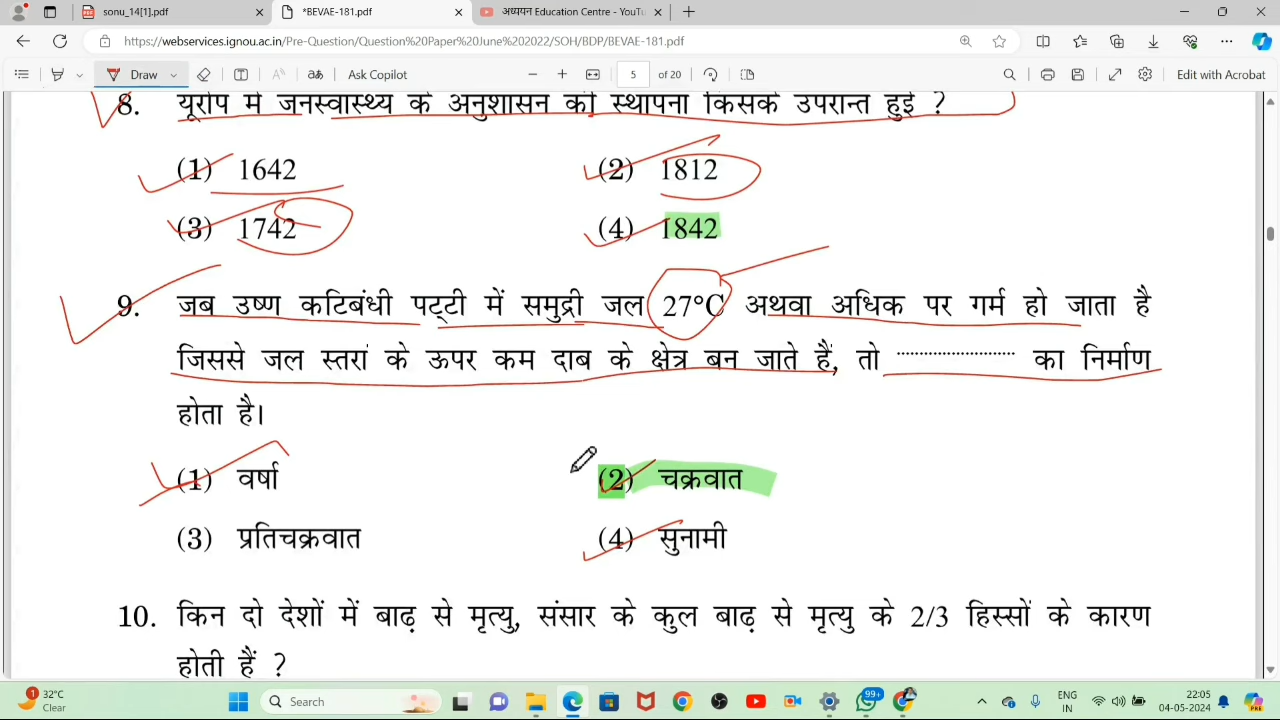 sonu_14[1].pdf
*BEVAE-181.pdf
अध्ययन Education Centre - YouTu
https://webservices.ignou.ac.in/Pre-Question/Question%20Paper%20June%202022/SOH/BDP/BEVAE-181.pdf
Draw
Ask Copilot
5 of 20
Edit with Acrobat
8. यूरोप में जनस्वास्थ्य के अनुशासन की स्थापना किसके उपरान्त हुई ?
(1) 1642 (2) 1812
(3) 1742 (4) 1842
9. जब उष्ण कटिबंधी पट्टी में समुद्री जल 27°C अथवा अधिक पर गर्म हो जाता है
जिससे जल स्तरों के ऊपर कम दाब के क्षेत्र बन जाते हैं, तो ........................ का निर्माण
होता है।
(1) वर्षा (2) चक्रवात
(3) प्रतिचक्रवात (4) सुनामी
10. किन दो देशों में बाढ़ से मृत्यु, संसार के कुल बाढ़ से मृत्यु के 2/3 हिस्सों के कारण
होती हैं ?
1 32°C
Clear
Search
99+
ENG
IN
22:05
04-05-2024